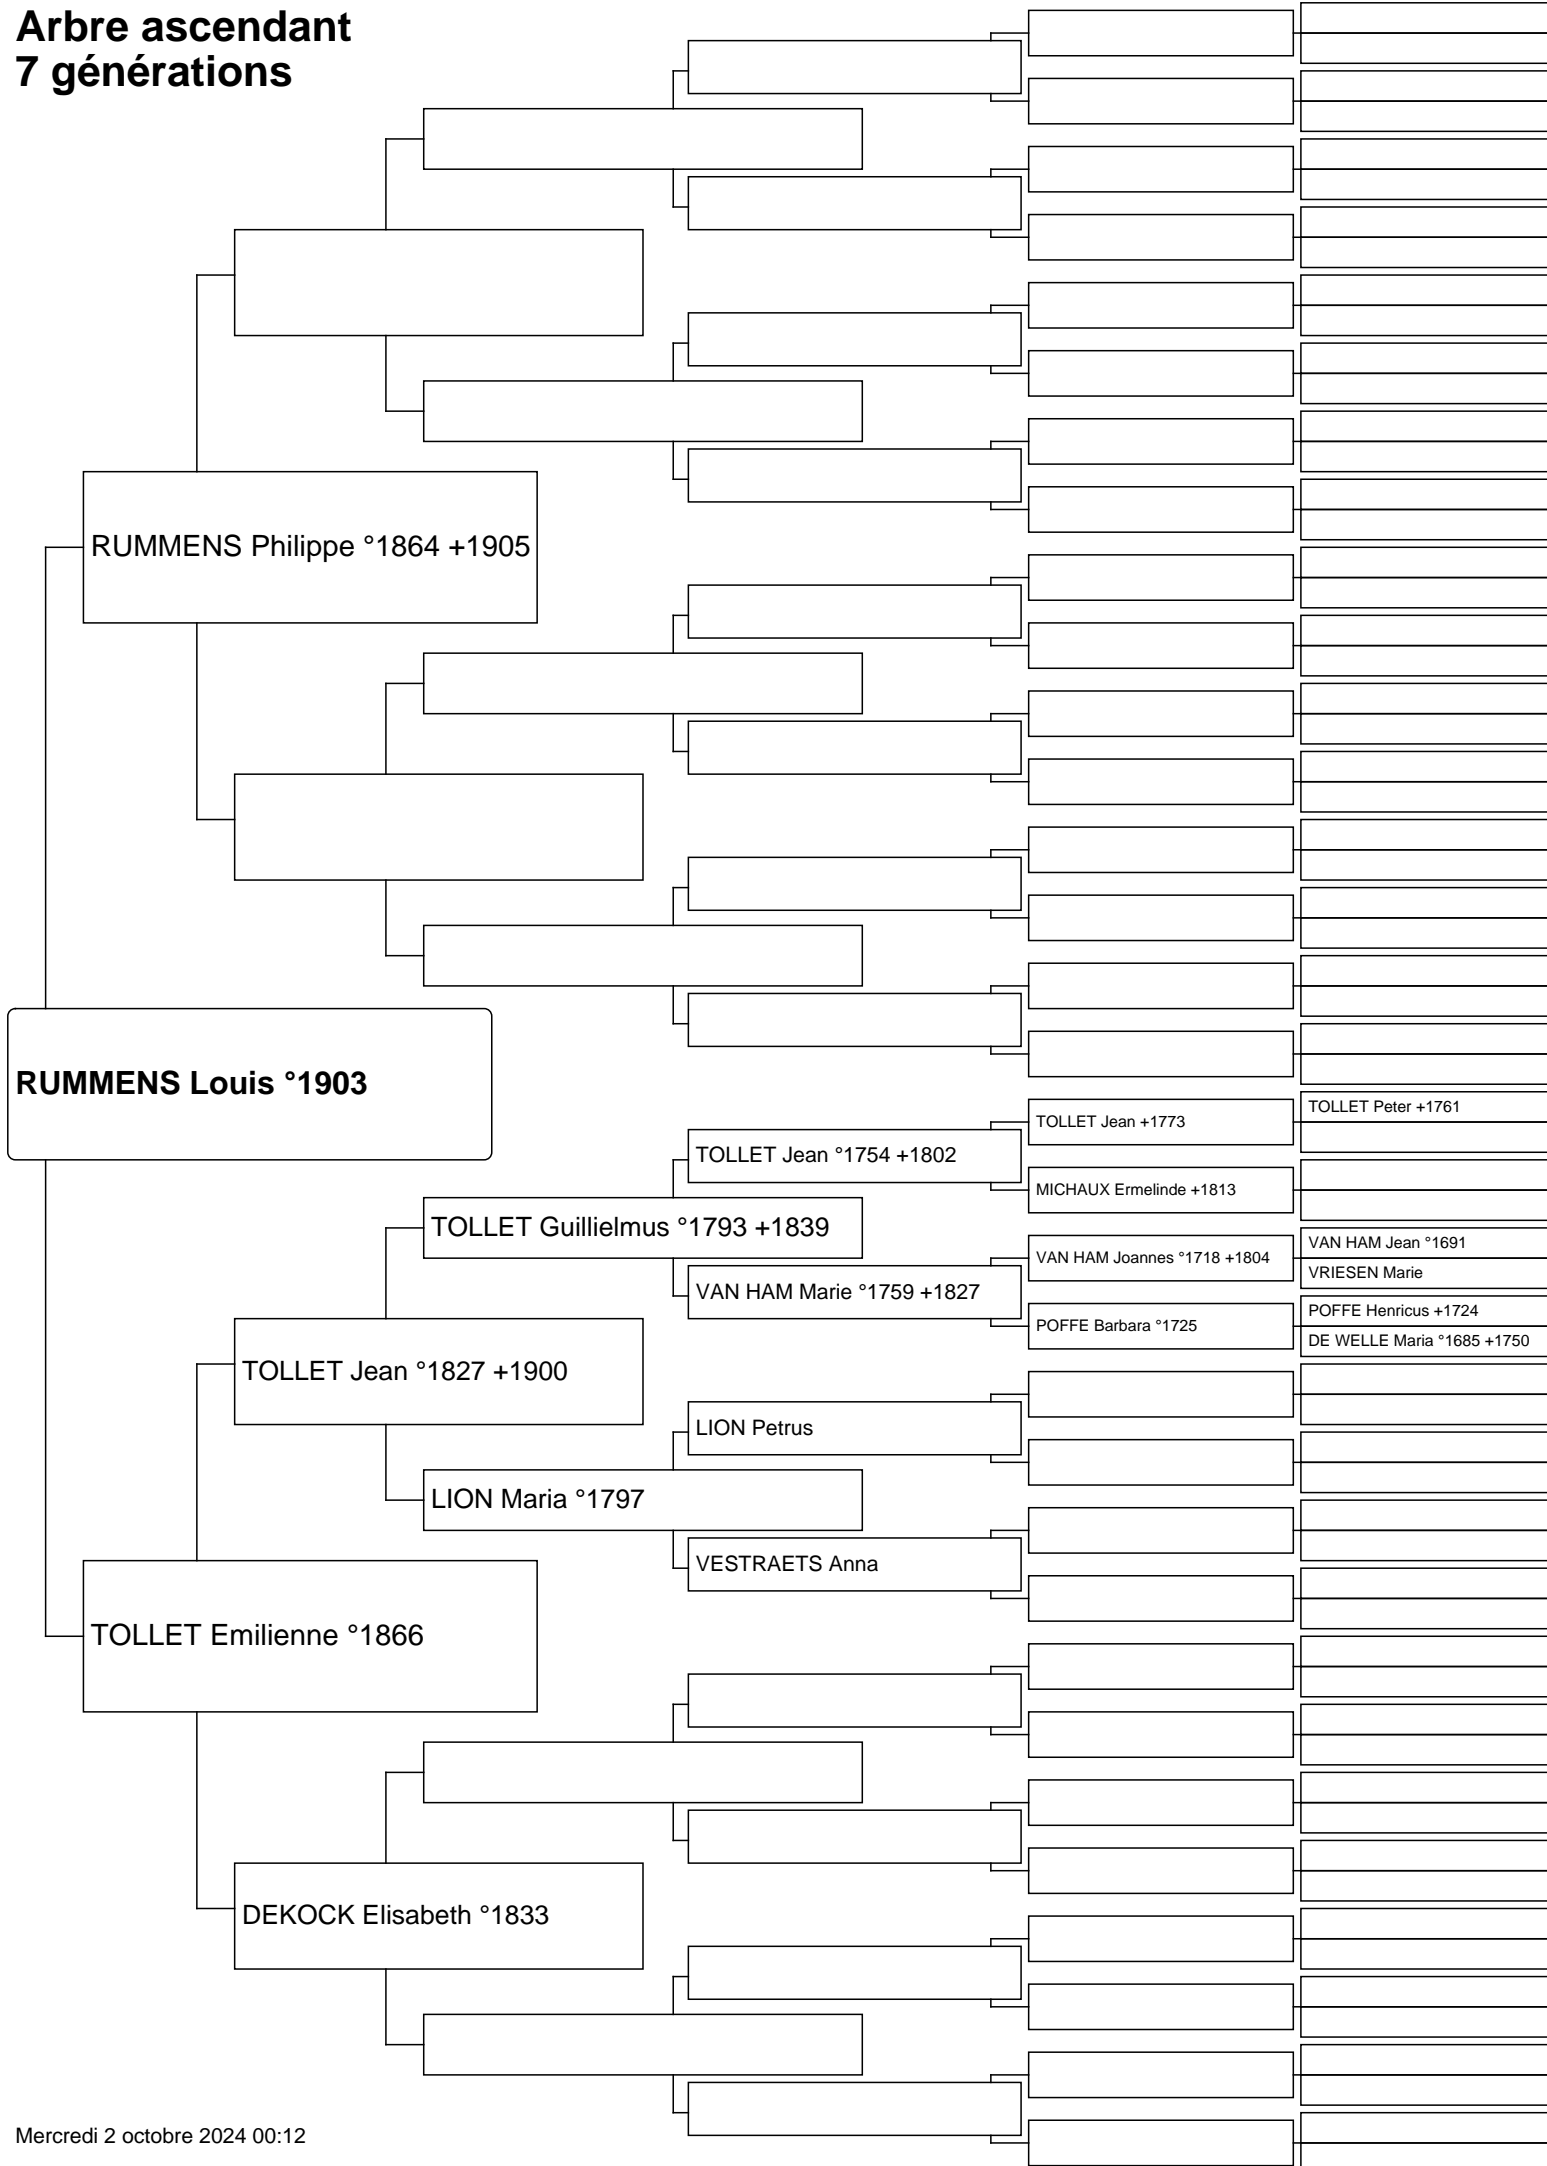 Arbre ascendant
7 générations
RUMMENS Philippe °1864 +1905
RUMMENS Louis °1903
TOLLET Peter +1761
TOLLET Jean +1773
TOLLET Jean °1754 +1802
MICHAUX Ermelinde +1813
TOLLET Guillielmus °1793 +1839
VAN HAM Jean °1691
VAN HAM Joannes °1718 +1804
VRIESEN Marie
VAN HAM Marie °1759 +1827
POFFE Henricus +1724
POFFE Barbara °1725
DE WELLE Maria °1685 +1750
TOLLET Jean °1827 +1900
LION Petrus
LION Maria °1797
VESTRAETS Anna
TOLLET Emilienne °1866
DEKOCK Elisabeth °1833
Mercredi 2 octobre 2024 00:12